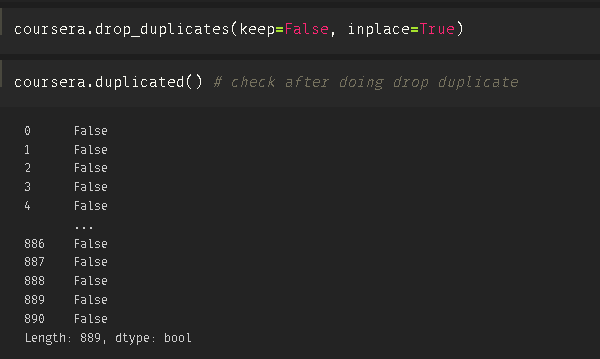 coursera.drop_duplicates(keep=False, inplace=True)
coursera.duplicated() # check after doing drop duplicate
0 False
1 False
2 False
3 False
4 False
...
886 False
887 False
888 False
889 False
890 False
Length: 889, dtype: bool